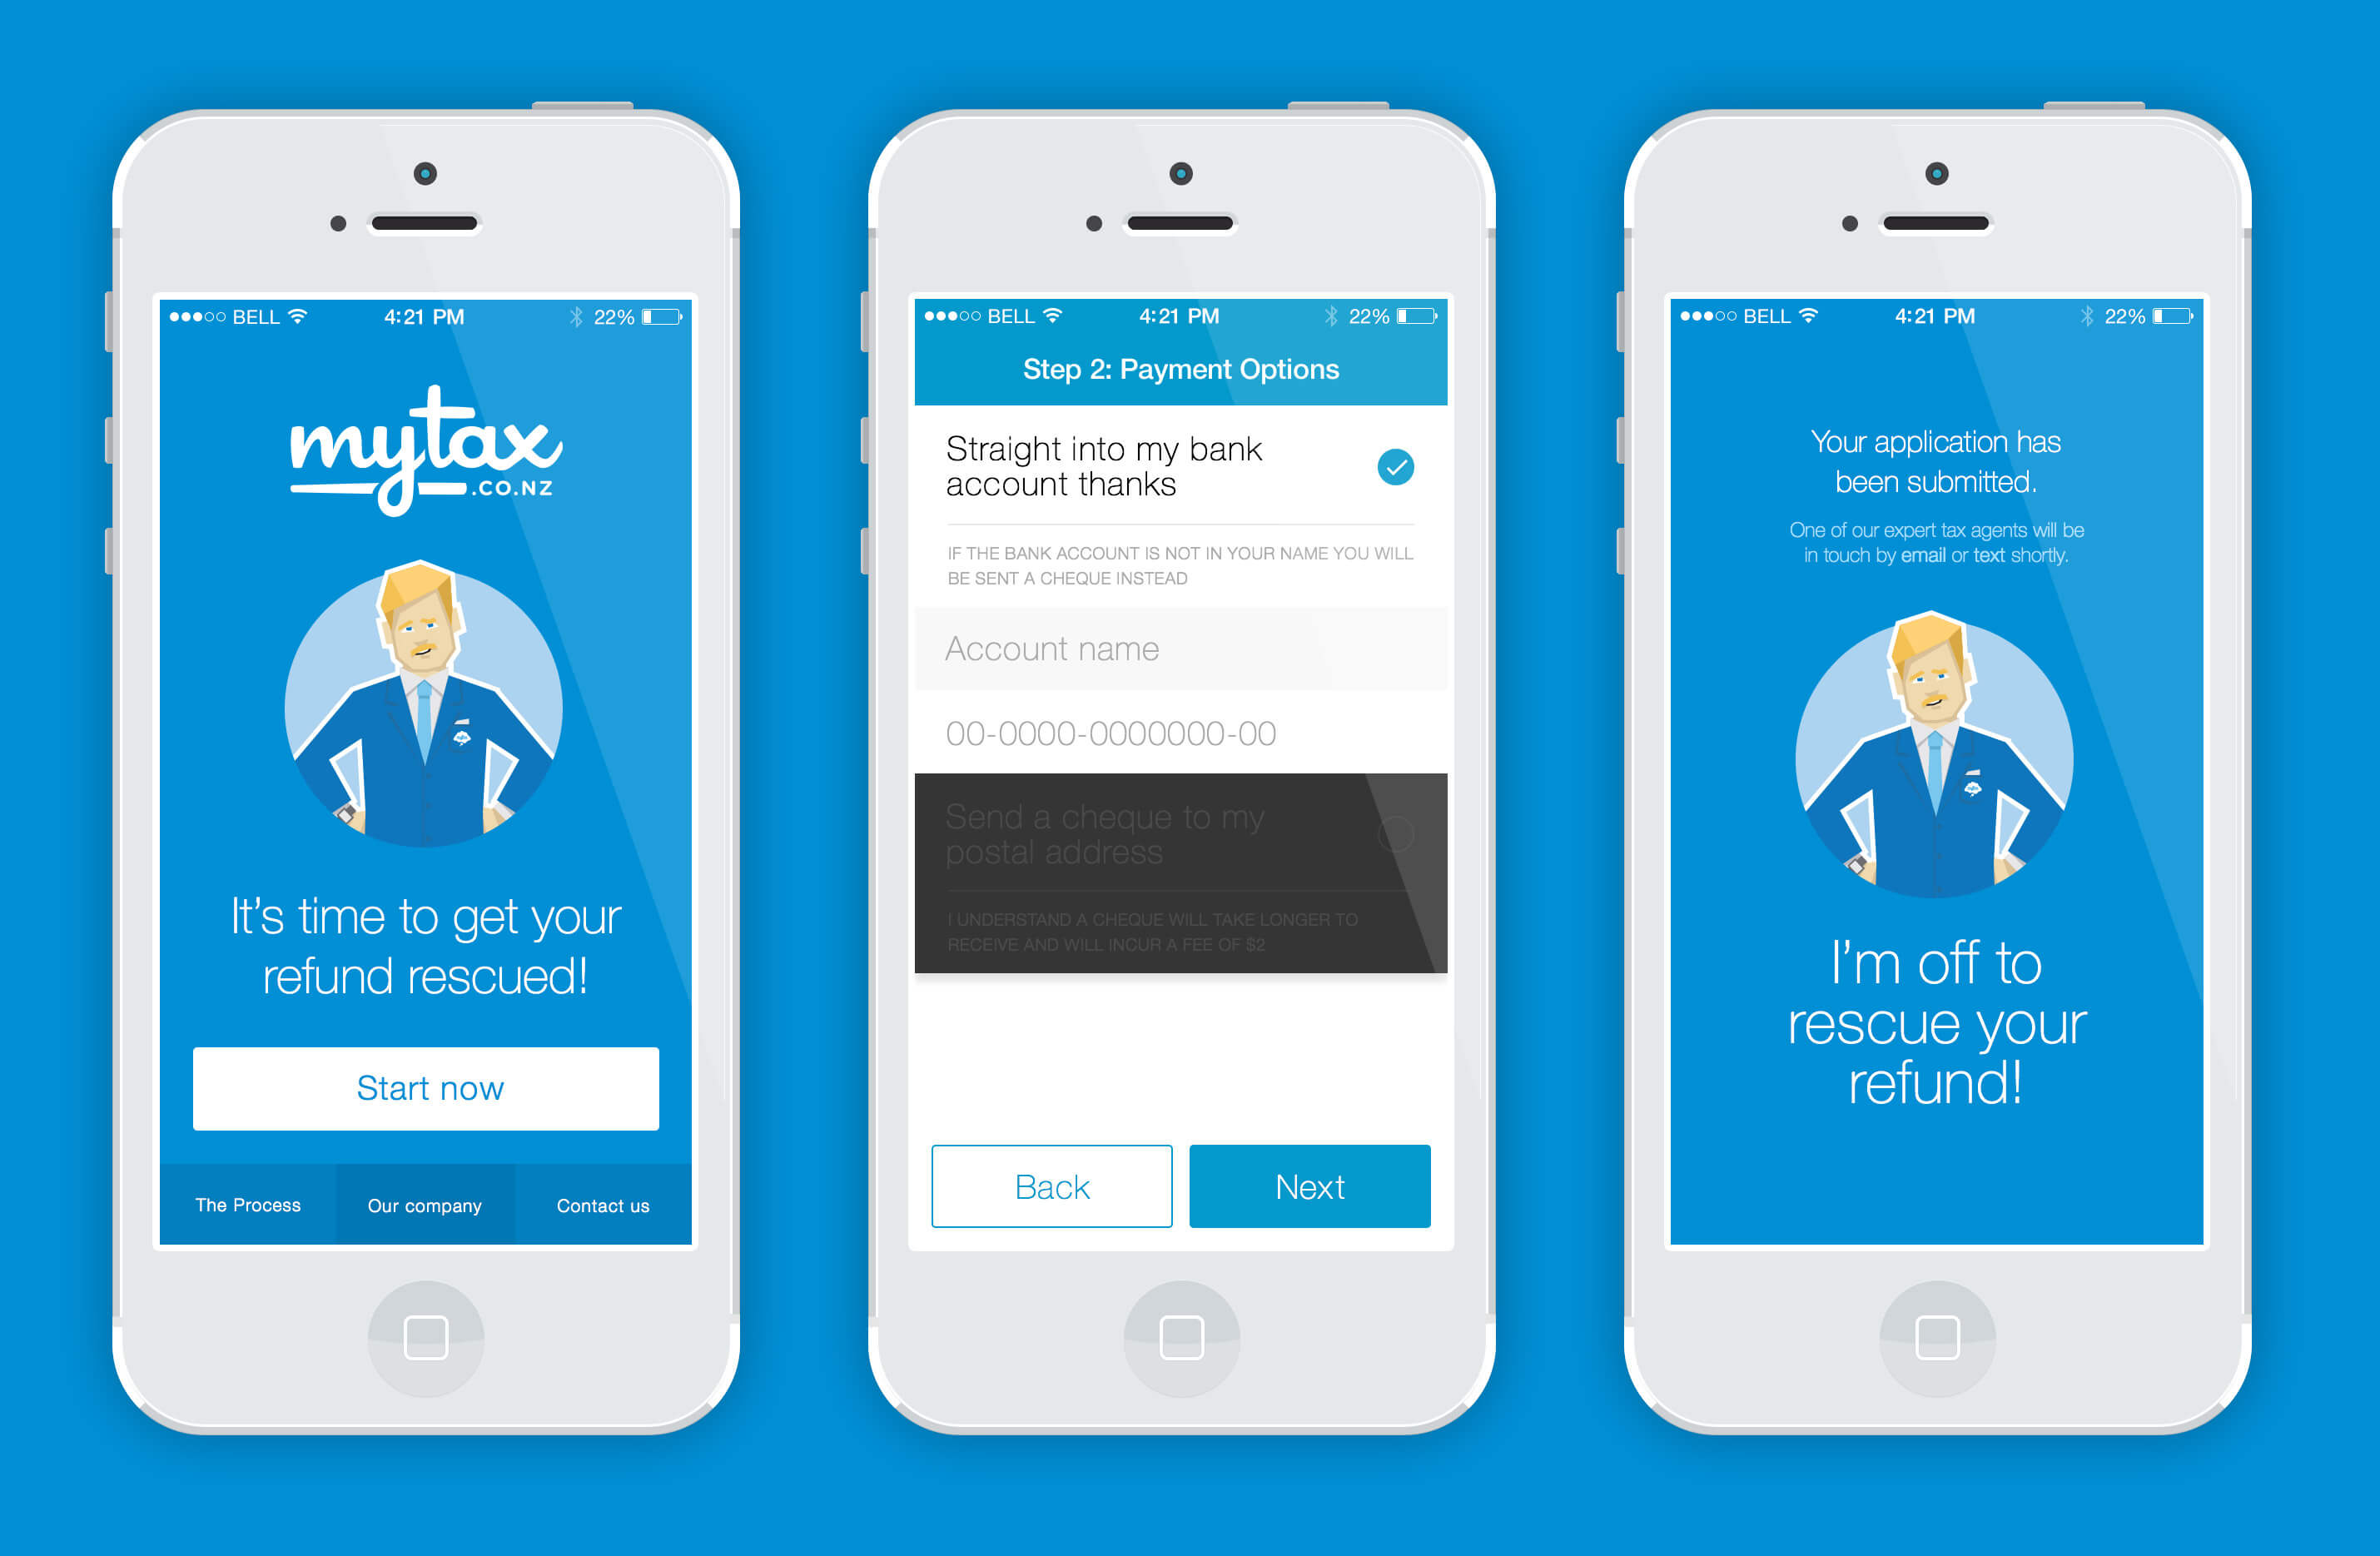 BELL 4:21 PM 22%
mytax
.CO.NZ
It's time to get your
refund rescued!
Start now
The Process Our company Contact us
BELL 4:21 PM 22%
Step 2: Payment Options
Straight into my bank
account thanks
IF THE BANK ACCOUNT IS NOT IN YOUR NAME YOU WILL
BE SENT A CHEQUE INSTEAD
Account name
00-0000-0000000-00
Send a cheque to my
postal address
I UNDERSTAND A CHEQUE WILL TAKE LONGER TO
RECEIVE AND WILL INCUR A FEE OF $2
Back Next
BELL 4:21 PM 22%
Your application has
been submitted.
One of our expert tax agents will be
in touch by email or text shortly.
I'm off to
rescue your
refund!